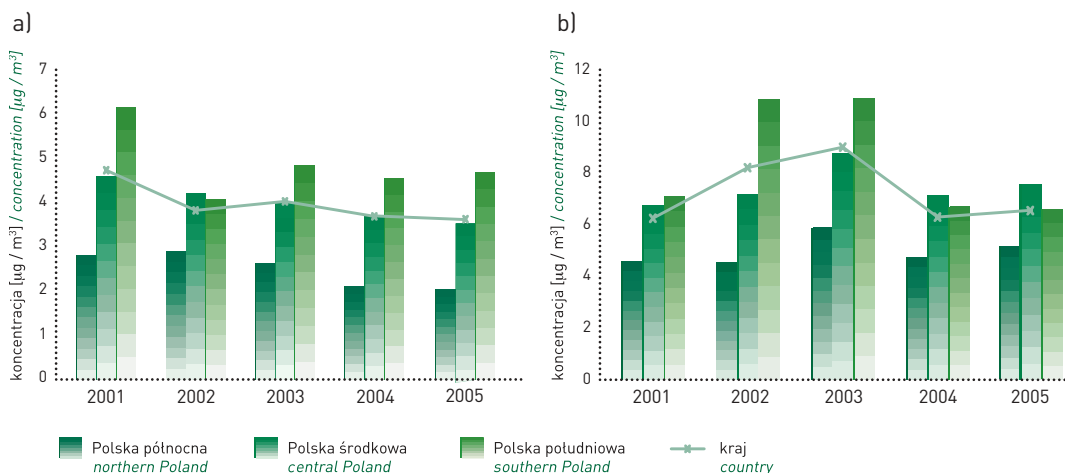 a)
koncentracja [µg / m³] / concentration [µg / m³]
7
6
5
4
3
2
1
0
2001 2002 2003 2004 2005
b)
koncentracja [µg / m³] / concentration [µg / m³]
12
10
8
6
4
2
0
2001 2002 2003 2004 2005
Polska północna
northern Poland
Polska środkowa
central Poland
Polska południowa
southern Poland
kraj
country